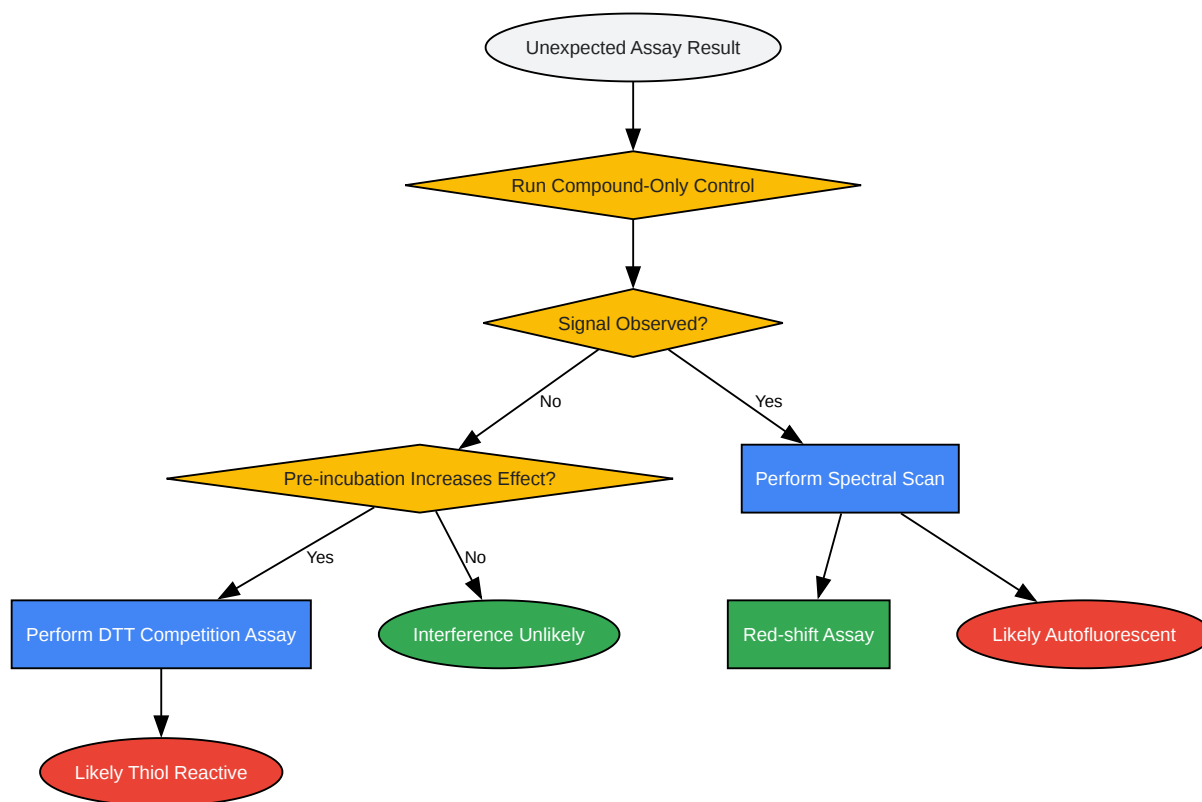 Unexpected Assay Result
Run Compound-Only Control
Signal Observed?
No
Yes
Pre-incubation Increases Effect?
Perform Spectral Scan
Yes
No
Perform DTT Competition Assay
Interference Unlikely
Red-shift Assay
Likely Autofluorescent
Likely Thiol Reactive